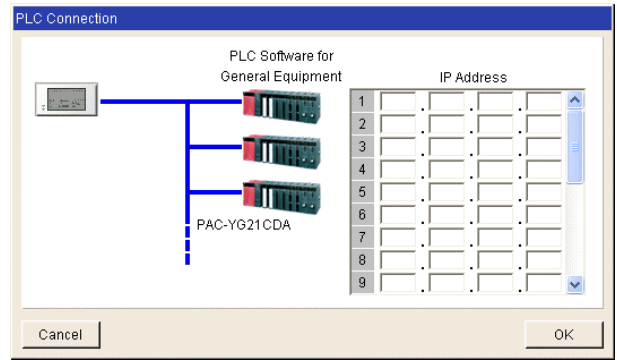 PLC Connection
PLC Software for
General Equipment
IP Address
1
2
3
4
5
6
7
8
9
PAC-YG21CDA
Cancel
OK